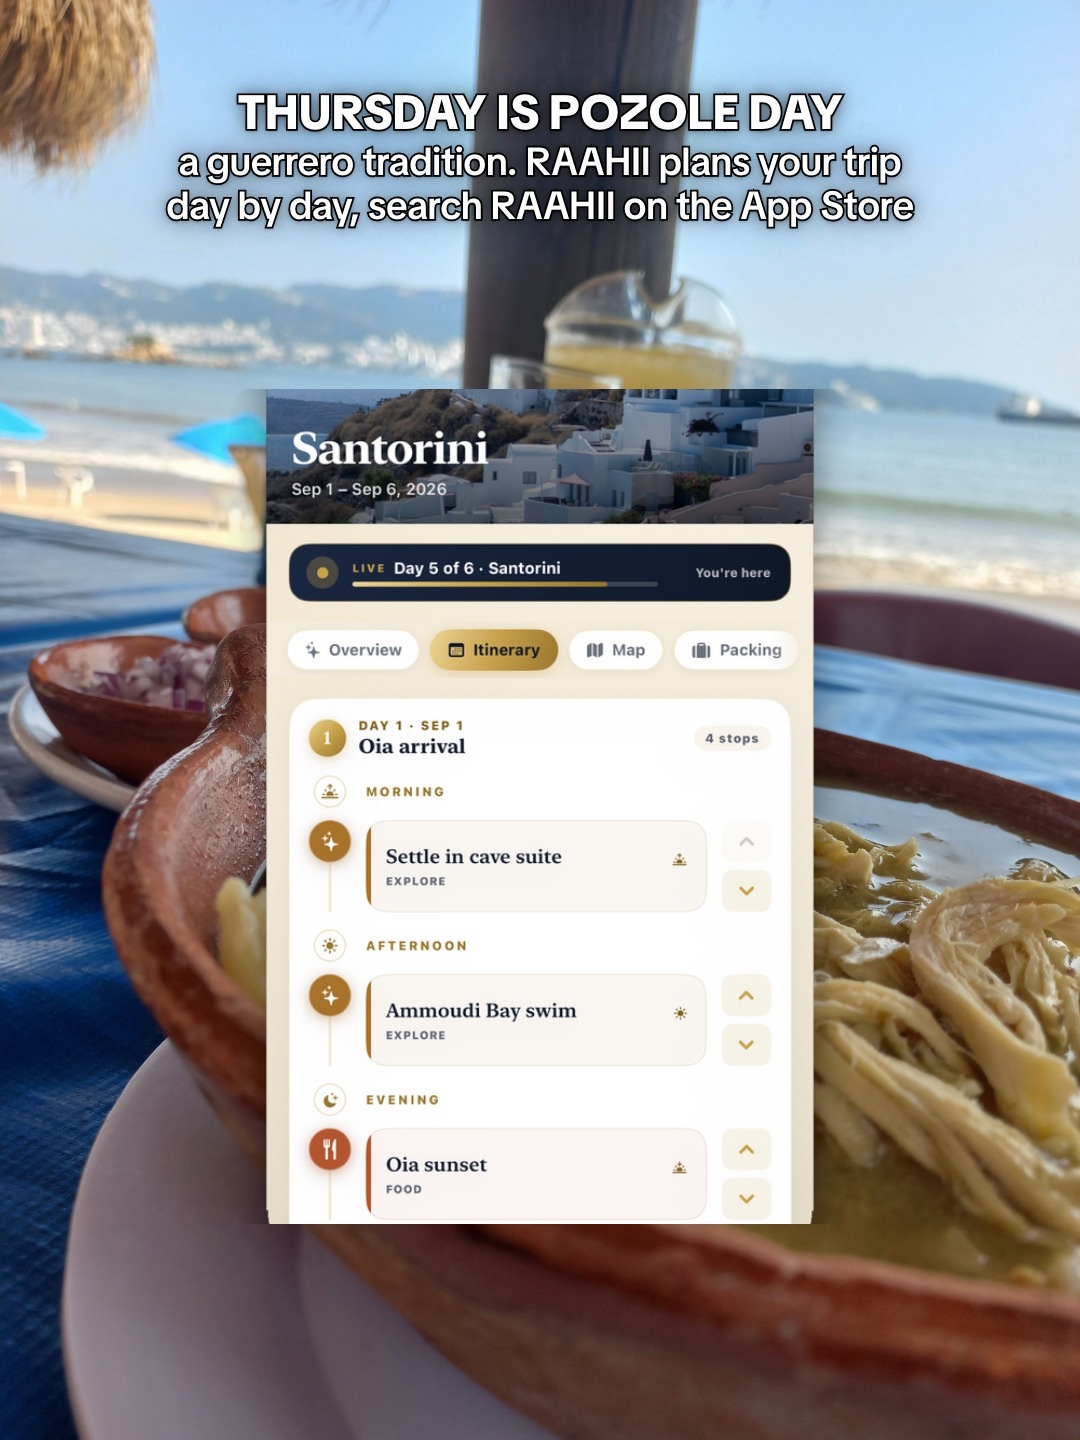 THURSDAY IS POZOLE DAY
a guerrero tradition. RAAHII plans your trip
day by day, search RAAHII on the App Store
Santorini
Sep 1 – Sep 6, 2026
LIVE Day 5 of 6 · Santorini You're here
Overview Itinerary Map Packing
1 DAY 1 · SEP 1
Oia arrival 4 stops
MORNING
Settle in cave suite
EXPLORE
AFTERNOON
Ammoudi Bay swim
EXPLORE
EVENING
Oia sunset
FOOD